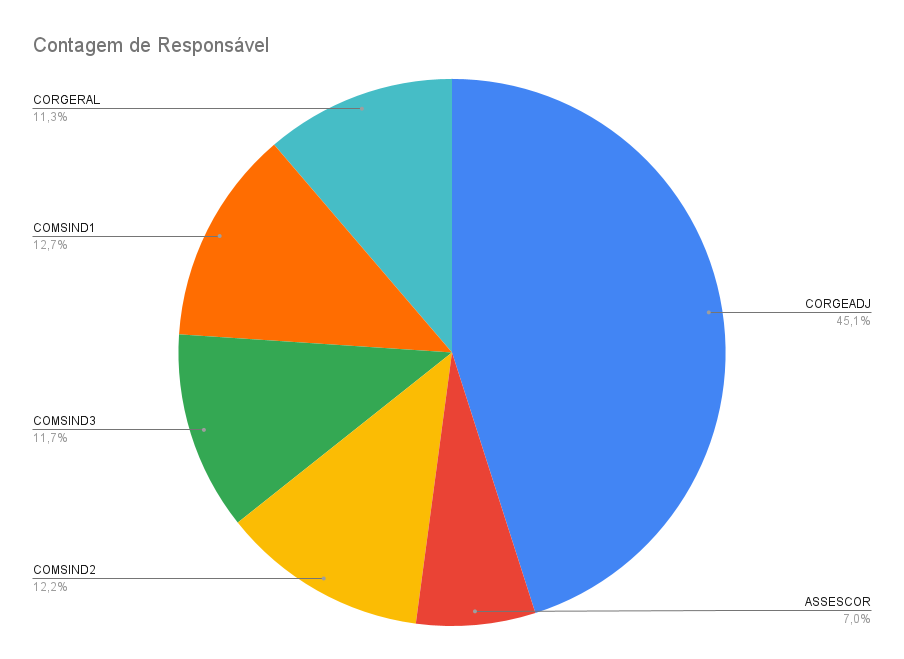 Contagem de Responsável
CORGERAL
11,3%
COMSIND1
12,7%
CORGEADJ
45,1%
COMSIND3
11,7%
COMSIND2
12,2%
ASSESCOR
7,0%